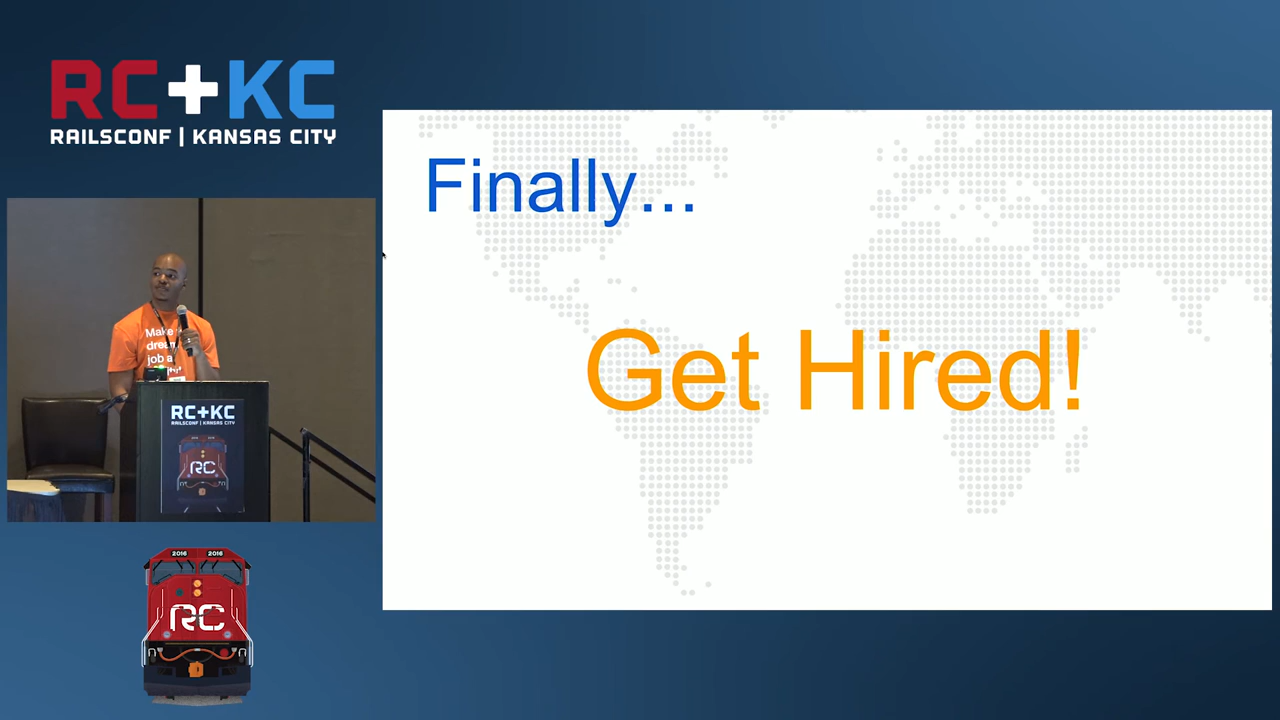 RC+KC
RAILSCONF | KANSAS CITY
Finally...
Get Hired!
Make
job a
RC+KC
RAILSCONF | KANSAS CITY
RC
2016 2016
RC